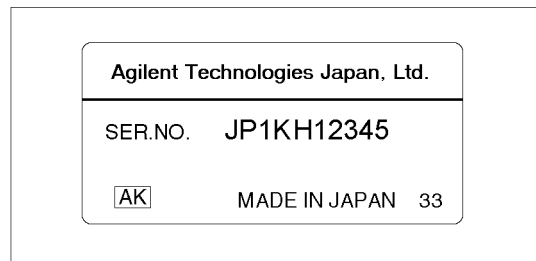 Agilent Technologies Japan, Ltd.
SER.NO. JP1KH12345
AK MADE IN JAPAN 33